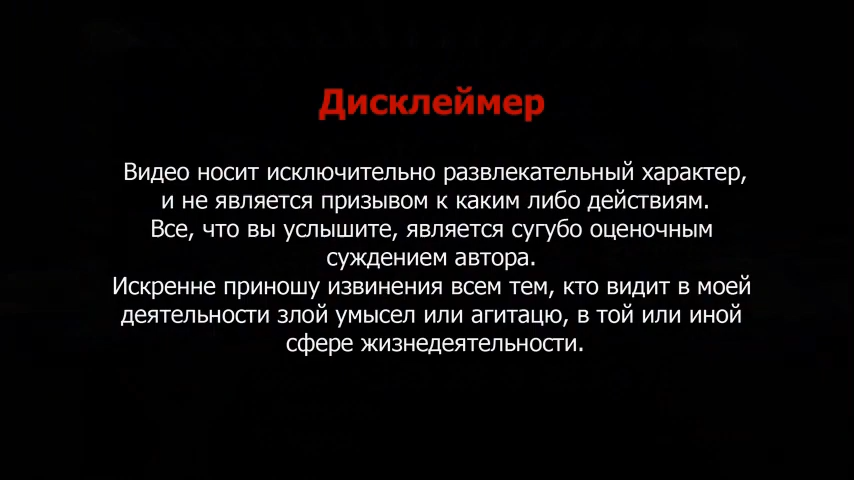 Дисклеймер
Видео носит исключительно развлекательный характер,
и не является призывом к каким либо действиям.
Все, что вы услышите, является сугубо оценочным
суждением автора.
Искренне приношу извинения всем тем, кто видит в моей
деятельности злой умысел или агитацю, в той или иной
сфере жизнедеятельности.